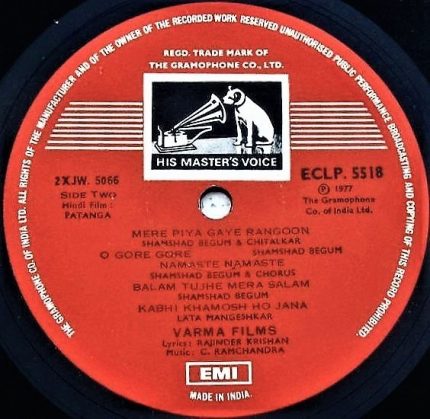 THE GRAMOPHONE CO. OF INDIA LTD. ALL RIGHTS OF THE MANUFACTURER AND OF THE OWNER OF THE RECORDED WORK RESERVED UNAUTHORISED PUBLIC PERFORMANCE BROADCASTING AND COPYING OF THIS RECORD PROHIBITED.
REGD. TRADE MARK OF
THE GRAMOPHONE CO., LTD.
HIS MASTER'S VOICE
2XJW. 5066
SIDE TWO
Hindi Film:
PATANGA
ECLP. 5518
Ⓟ 1977
The Gramophone
Co. of India Ltd.
MERE PIYA GAYE RANGOON
SHAMSHAD BEGUM & CHITALKAR
O GORE GORE SHAMSHAD BEGUM
NAMASTE NAMASTE
SHAMSHAD BEGUM & CHORUS
BALAM TUJHE MERA SALAM
SHAMSHAD BEGUM
KABHI KHAMOSH HO JANA
LATA MANGESHKAR
VARMA FILMS
Lyrics: RAJINDER KRISHAN
Music: C. RAMCHANDRA
EMI
MADE IN INDIA